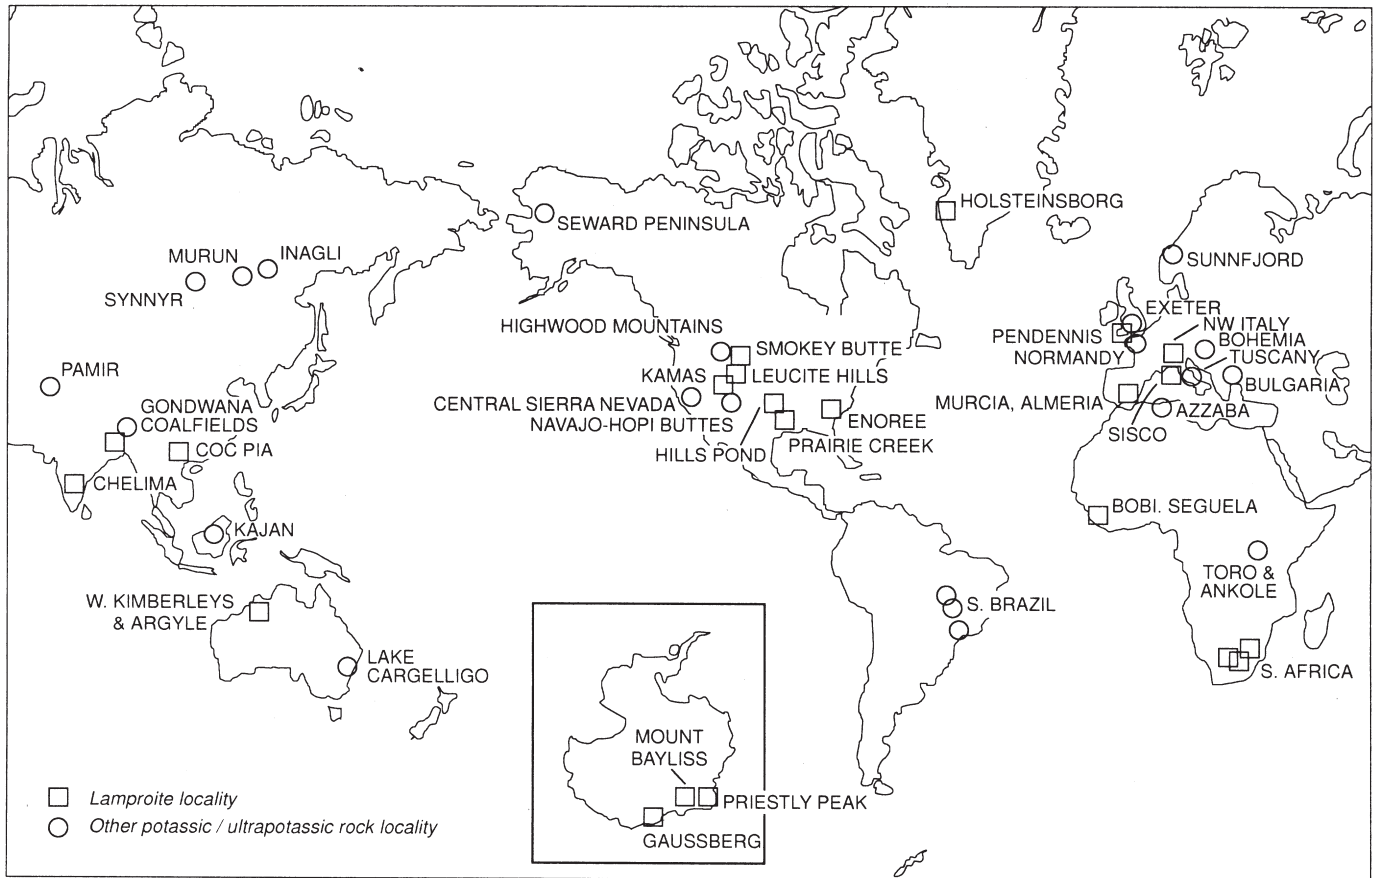 HOLSTEINSBORG
SEWARD PENINSULA
MURUN
INAGLI
SYNNYR
SUNNFJORD
EXETER
HIGHWOOD MOUNTAINS
PENDENNIS
NW ITALY
NORMANDY
BOHEMIA
SMOKEY BUTTE
TUSCANY
PAMIR
KAMAS
LEUCITE HILLS
BULGARIA
CENTRAL SIERRA NEVADA
MURCIA, ALMERIA
GONDWANA
COALFIELDS
AZZABA
NAVAJO-HOPI BUTTES
ENOREE
SISCO
COC PIA
HILLS POND
PRAIRIE CREEK
CHELIMA
BOBI. SEGUELA
KAJAN
TORO &
ANKOLE
W. KIMBERLEYS
& ARGYLE
S. BRAZIL
LAKE
CARGELLIGO
S. AFRICA
MOUNT
BAYLISS
PRIESTLY PEAK
GAUSSBERG
Lamproite locality
Other potassic / ultrapotassic rock locality